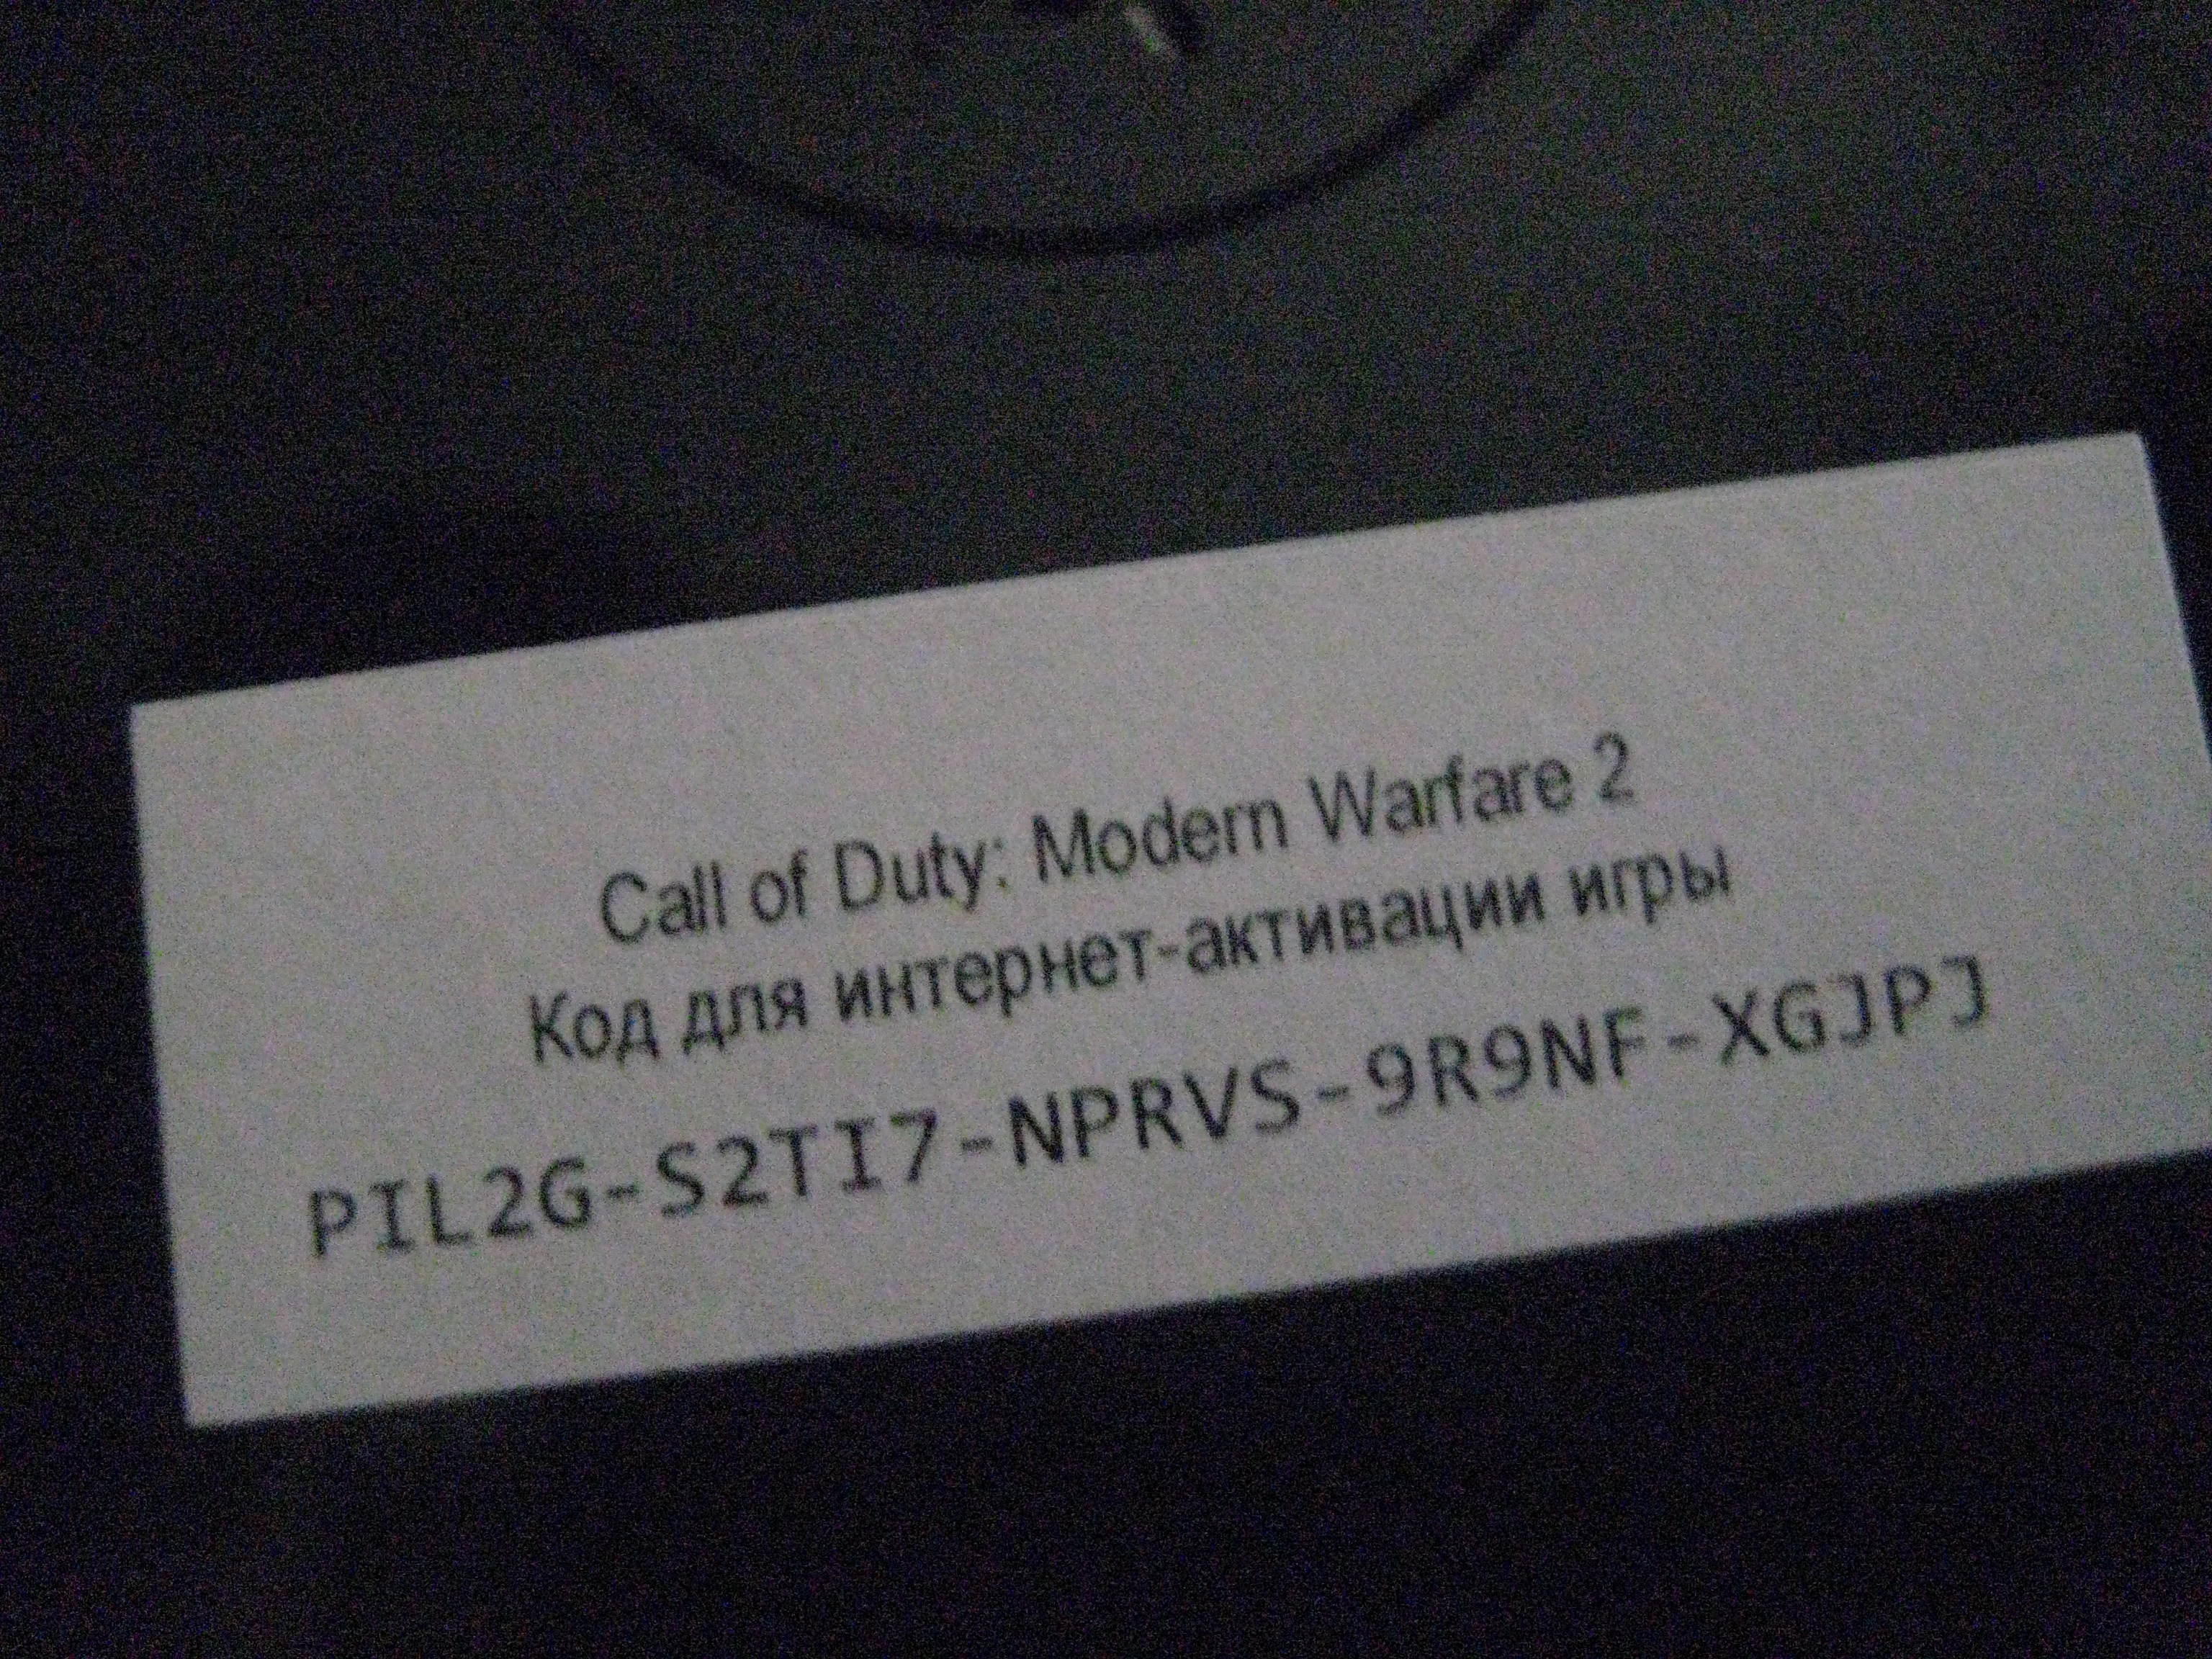 Call of Duty: Modern Warfare 2
Код для интернет-активации игры
PIL2G-S2TI7-NPRVS-9R9NF-XGJPJ